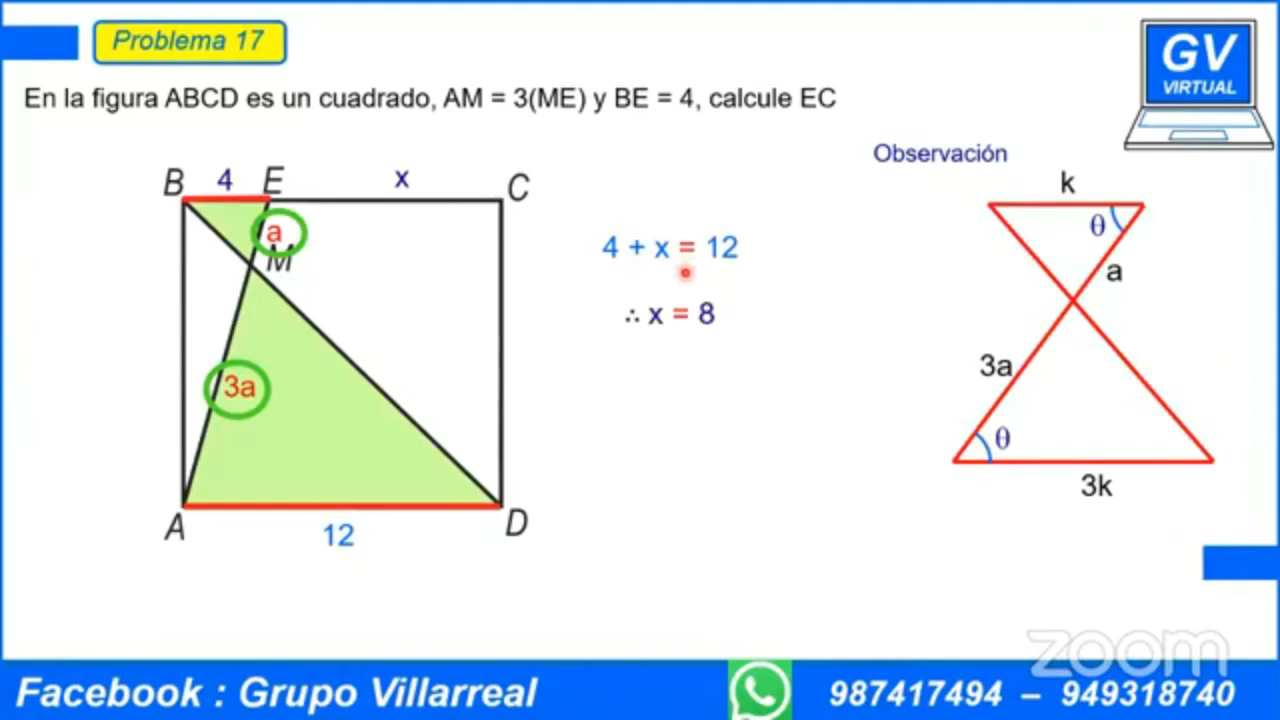 Problema 17
GV
VIRTUAL
En la figura ABCD es un cuadrado, AM = 3(ME) y BE = 4, calcule EC
Observación
B 4 E x C
k
θ
a
M
4 + x = 12
a
∴ x = 8
3a
3a
θ
3k
A
12
D
zoom
Facebook : Grupo Villarreal
987417494 – 949318740